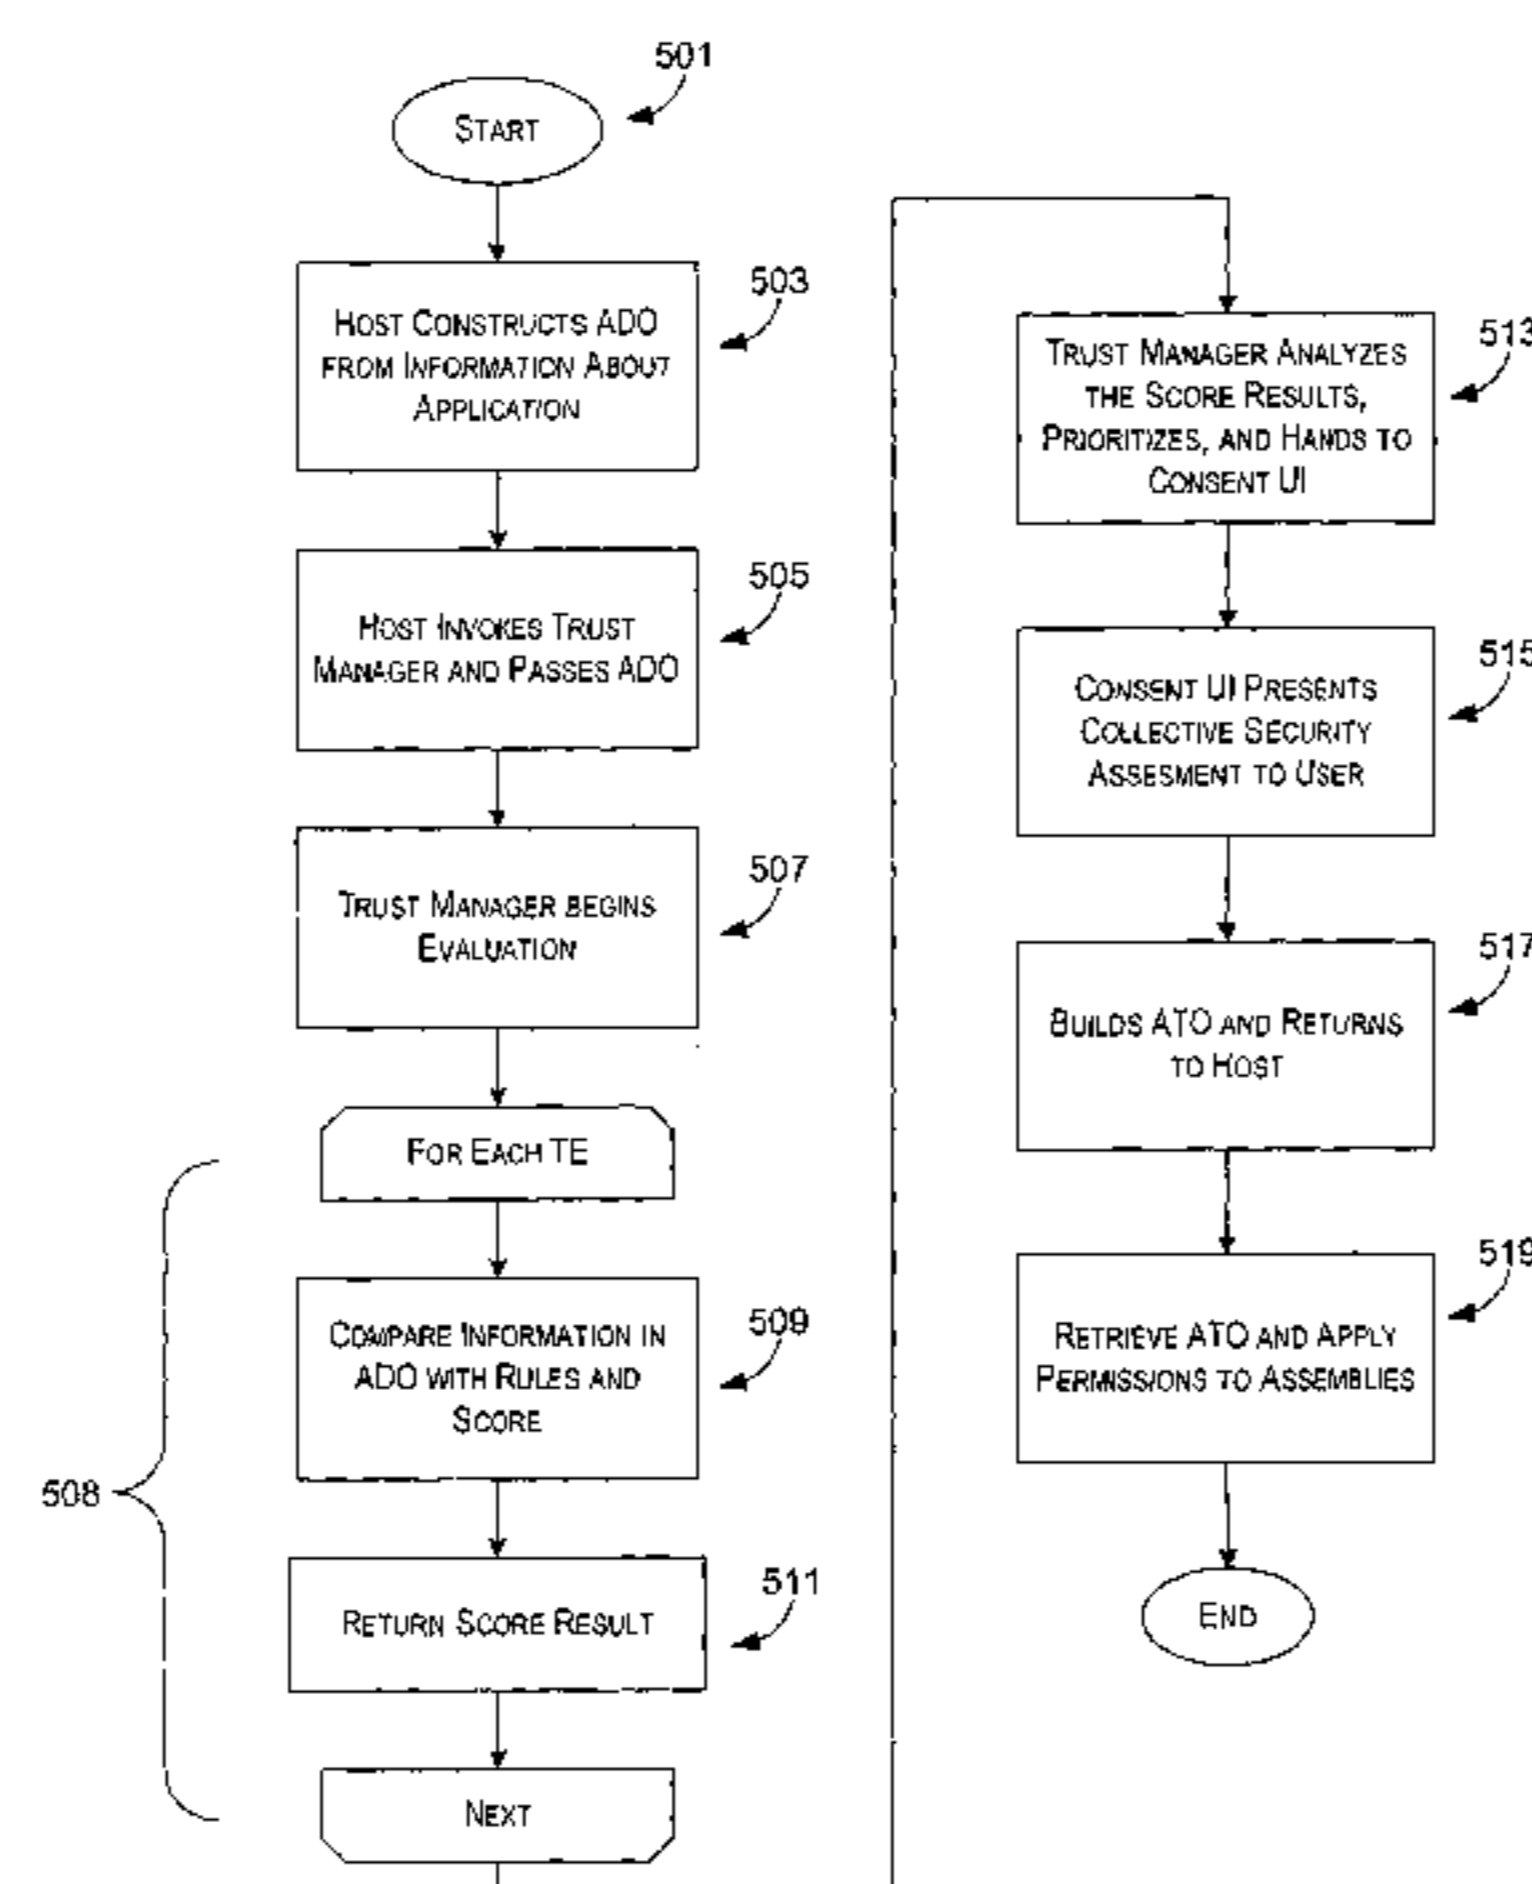 501
START
503
HOST CONSTRUCTS ADO
FROM INFORMATION ABOUT
APPLICATION
505
HOST INVOKES TRUST
MANAGER AND PASSES ADO
507
TRUST MANAGER BEGINS
EVALUATION
FOR EACH TE
508
509
COMPARE INFORMATION IN
ADO WITH RULES AND
SCORE
511
RETURN SCORE RESULT
NEXT
513
TRUST MANAGER ANALYZES
THE SCORE RESULTS,
PRIORITIZES, AND HANDS TO
CONSENT UI
515
CONSENT UI PRESENTS
COLLECTIVE SECURITY
ASSESMENT TO USER
517
BUILDS ATO AND RETURNS
TO HOST
519
RETRIEVE ATO AND APPLY
PERMISSIONS TO ASSEMBLIES
END